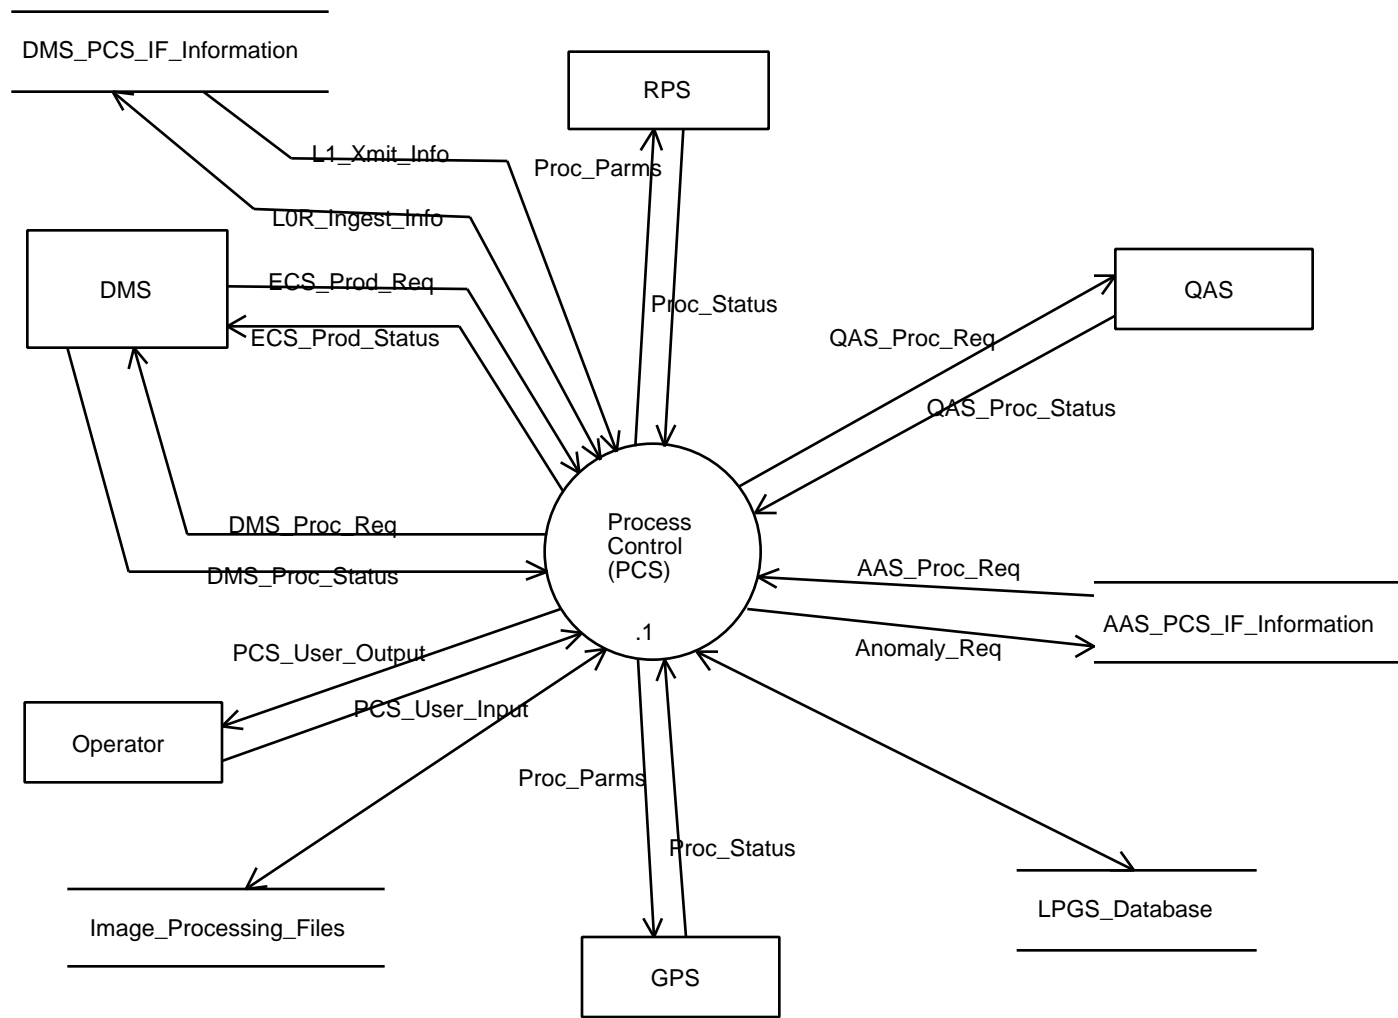 DMS_PCS_IF_Information
RPS
L1_Xmit_Info
Proc_Parms
L0R_Ingest_Info
DMS
ECS_Prod_Req
QAS
Proc_Status
ECS_Prod_Status
QAS_Proc_Req
QAS_Proc_Status
Process
Control
(PCS)
.1
DMS_Proc_Req
DMS_Proc_Status
AAS_Proc_Req
AAS_PCS_IF_Information
Anomaly_Req
PCS_User_Output
PCS_User_Input
Operator
Proc_Parms
Proc_Status
Image_Processing_Files
LPGS_Database
GPS